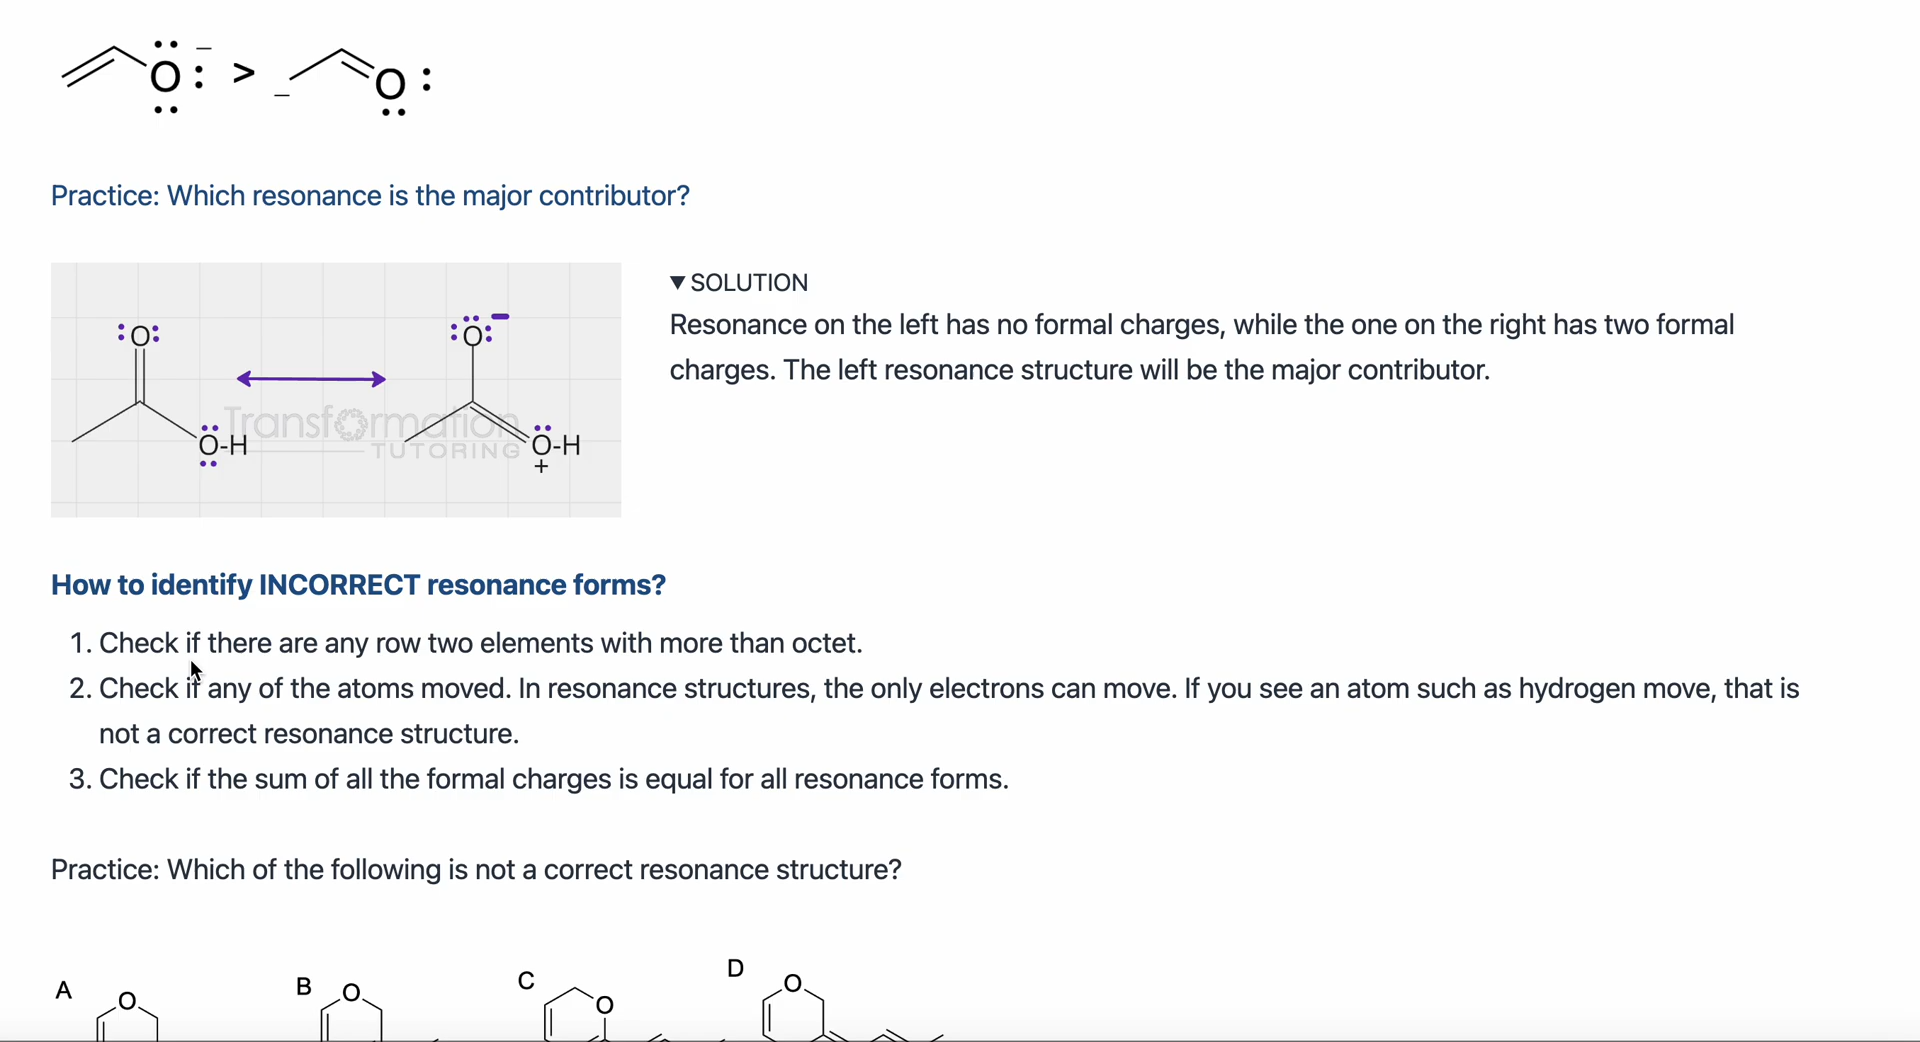 O : > O :
Practice: Which resonance is the major contributor?
▼ SOLUTION
Resonance on the left has no formal charges, while the one on the right has two formal
charges. The left resonance structure will be the major contributor.
:O: :O:
Transformation
TUTORING
O-H O-H
+
How to identify INCORRECT resonance forms?
1. Check if there are any row two elements with more than octet.
2. Check if any of the atoms moved. In resonance structures, the only electrons can move. If you see an atom such as hydrogen move, that is
not a correct resonance structure.
3. Check if the sum of all the formal charges is equal for all resonance forms.
Practice: Which of the following is not a correct resonance structure?
A B C D
O O O O